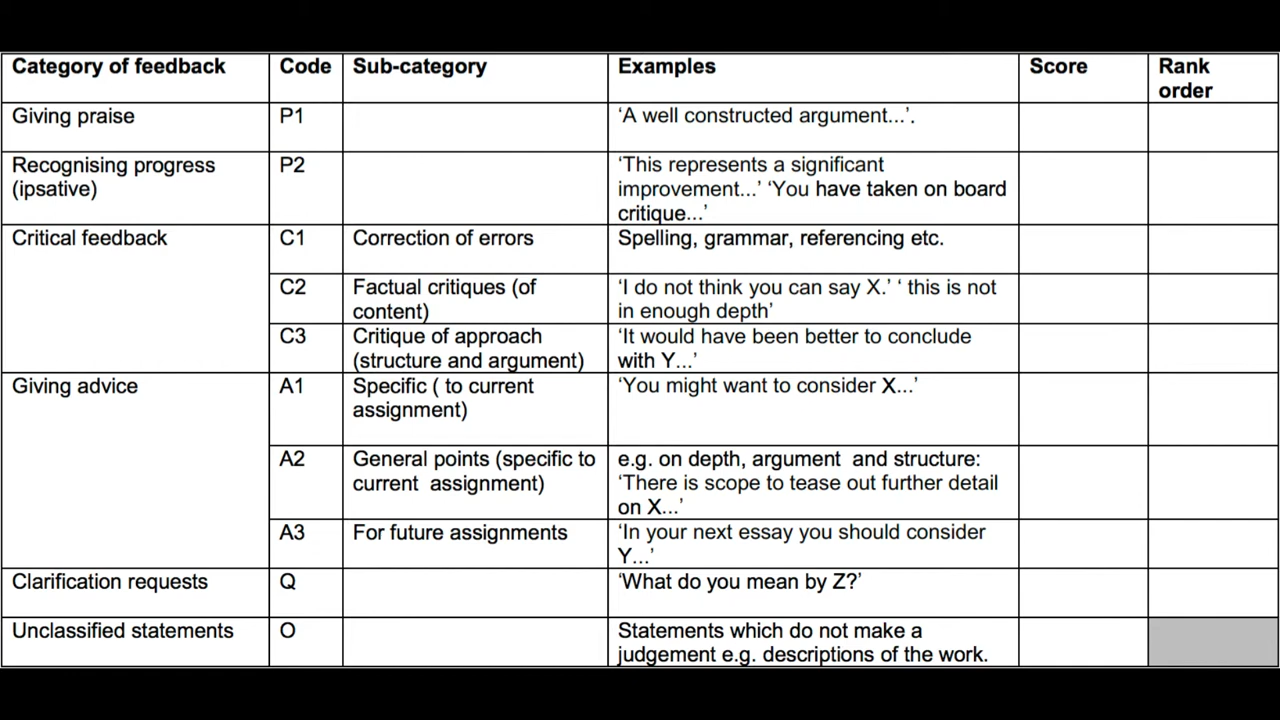 Category of feedback Code Sub-category Examples Score Rank
order
Giving praise P1 ‘A well constructed argument...’.
Recognising progress P2 ‘This represents a significant
(ipsative) improvement...’ ‘You have taken on board
critique...’
Critical feedback C1 Correction of errors Spelling, grammar, referencing etc.
C2 Factual critiques (of ‘I do not think you can say X.’ ‘ this is not
content) in enough depth’
C3 Critique of approach ‘It would have been better to conclude
(structure and argument) with Y...’
Giving advice A1 Specific ( to current ‘You might want to consider X...’
assignment)
A2 General points (specific to e.g. on depth, argument and structure:
current assignment) ‘There is scope to tease out further detail
on X...’
A3 For future assignments ‘In your next essay you should consider
Y...’
Clarification requests Q ‘What do you mean by Z?’
Unclassified statements O Statements which do not make a
judgement e.g. descriptions of the work.